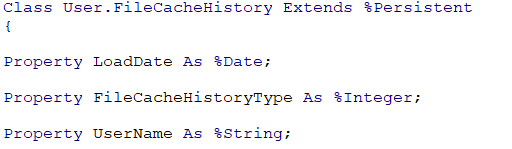 Class User.FileCacheHistory Extends %Persistent
{
Property LoadDate As %Date;
Property FileCacheHistoryType As %Integer;
Property UserName As %String;